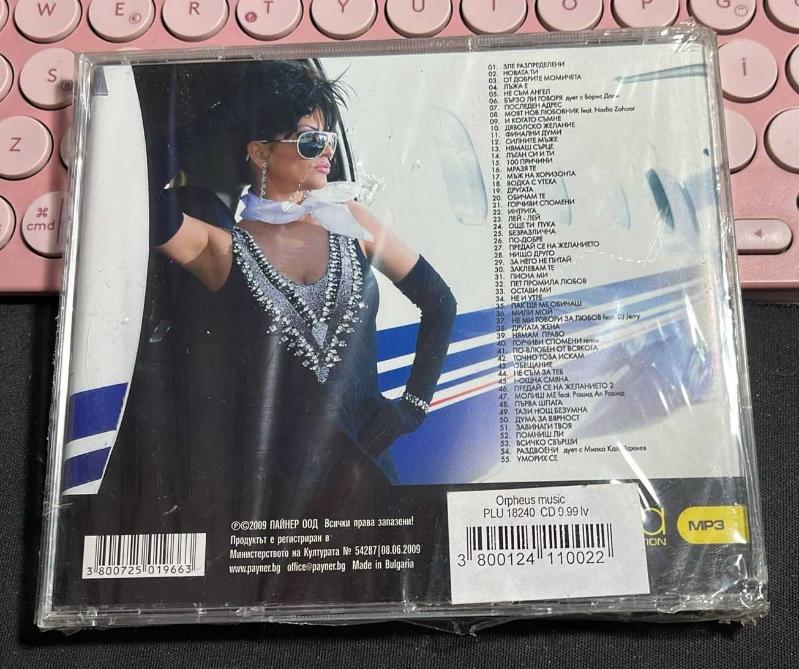 W E R T Y U I O P
S
Z
⌘
cmd
01. ЗЛЕ РАЗПРЕДЕЛЕНИ
02. НОВАТА ТИ
03. ОТ ДОБРИТЕ МОМИЧЕТА
04. ЛЪЖА Е
05. НЕ СЪМ АНГЕЛ
06. БЪРЗО ЛИ ГОВОРЯ дует с Борис Дали
07. ПОСЛЕДЕН АДРЕС
08. МОЯТ НОВ ЛЮБОВНИК feat. Nadia Zahoor
09. И КОГАТО СЪМНЕ
10. ДЯВОЛСКО ЖЕЛАНИЕ
11. ФИНАЛНИ ДУМИ
12. СИЛНИТЕ МЪЖЕ
13. НЯМАШ СЪРЦЕ
14. ЛЪГАН СИ И ТИ
15. 100 ПРИЧИНИ
16. МРАЗЯ ТЕ
17. МЪЖ НА ХОРИЗОНТА
18. ВОДКА С УТЕХА
19. ДРУГАТА
20. ОБИЧАМ ТЕ
21. ГОРЧИВИ СПОМЕНИ
22. ИНТРИГА
23. ЛЕЙ - ЛЕЙ
24. ОЩЕ ТИ ПУКА
25. БЕЗРАЗЛИЧНА
26. ПО-ДОБРЕ
27. ПРЕДАЙ СЕ НА ЖЕЛАНИЕТО
28. НИЩО ДРУГО
29. ЗА НЕГО НЕ ПИТАЙ
30. ЗАКЛЕВАМ ТЕ
31. ПИСНА МИ
32. ПЕТ ПРОМИЛА ЛЮБОВ
33. ОСТАВИ МИ
34. НЕ И УТРЕ
35. ПАК ЩЕ МЕ ОБИЧАШ
36. МИЛИ МОЙ
37. НЕ МИ ГОВОРИ ЗА ЛЮБОВ feat. DJ Jerry
38. ДРУГАТА ЖЕНА
39. НЯМАМ ПРАВО
40. ГОРЧИВИ СПОМЕНИ remix
41. ПО-ВЛЮБЕН ОТ ВСЯКОГА
42. ТОЧНО ТОВА ИСКАМ
43. ОБЕЩАНИЕ
44. НЕ СЪМ ЗА ТЕБ
45. НОЩНА СМЯНА
46. ПРЕДАЙ СЕ НА ЖЕЛАНИЕТО 2
47. МОЛИШ МЕ feat. Рашид Ал Рашид
48. ПЪРВА ШПАГА
49. ТАЗИ НОЩ БЕЗУМНА
50. ДУМА ЗА ВЯРНОСТ
51. ЗАВИНАГИ ТВОЯ
52. ПОМНИШ ЛИ
53. ВСИЧКО СВЪРШИ
54. РАЗДВОЕНИ дует с Милко Калайджиев
55. УМОРИХ СЕ
℗©2009 ПАЙНЕР ООД Всички права запазени!
Продуктът е регистриран в
Министерството на Културата № 54287/08.06.2009
www.payner.bg office@payner.bg Made in Bulgaria
3 800725 019663
Orpheus music
PLU 18240 CD 9.99 lv
3 800124 110022
MP3